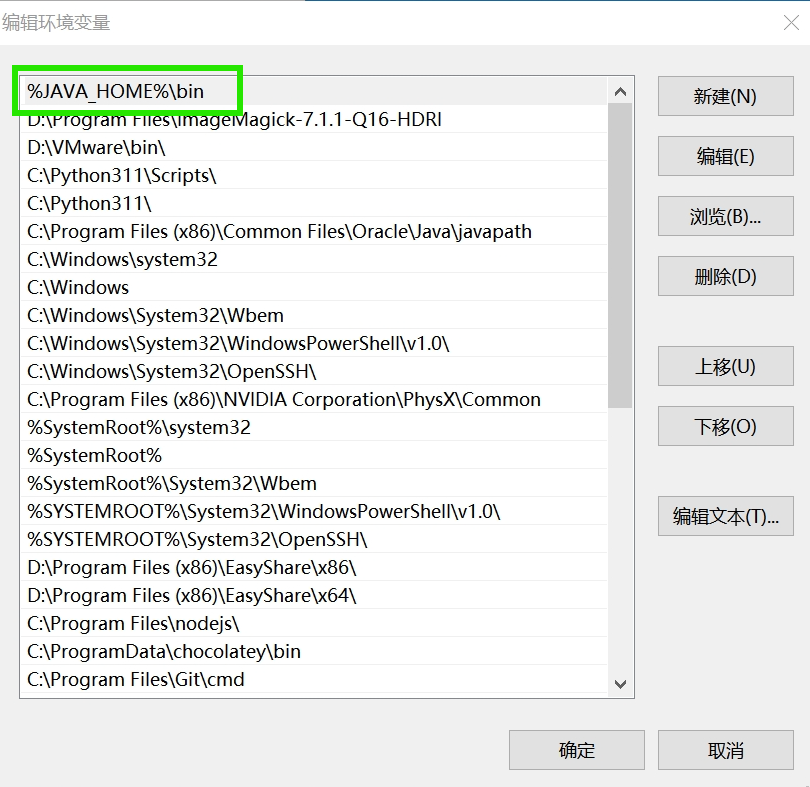 编辑环境变量
%JAVA_HOME%\bin
D:\Program Files\ImageMagick-7.1.1-Q16-HDRI
D:\VMware\bin\
C:\Python311\Scripts\
C:\Python311\
C:\Program Files (x86)\Common Files\Oracle\Java\javapath
C:\Windows\system32
C:\Windows
C:\Windows\System32\Wbem
C:\Windows\System32\WindowsPowerShell\v1.0\
C:\Windows\System32\OpenSSH\
C:\Program Files (x86)\NVIDIA Corporation\PhysX\Common
%SystemRoot%\system32
%SystemRoot%
%SystemRoot%\System32\Wbem
%SYSTEMROOT%\System32\WindowsPowerShell\v1.0\
%SYSTEMROOT%\System32\OpenSSH\
D:\Program Files (x86)\EasyShare\x86\
D:\Program Files (x86)\EasyShare\x64\
C:\Program Files\nodejs\
C:\ProgramData\chocolatey\bin
C:\Program Files\Git\cmd
新建(N)
编辑(E)
浏览(B)...
删除(D)
上移(U)
下移(O)
编辑文本(T)...
确定
取消